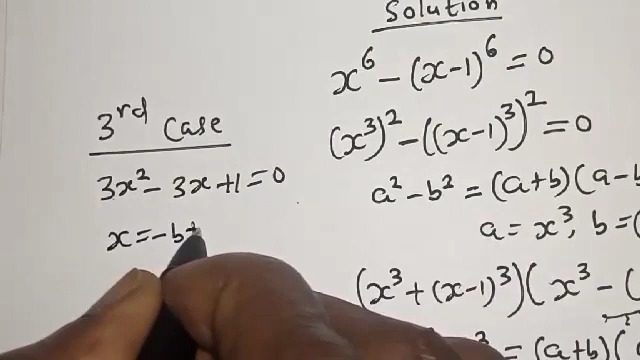 Solution
x⁶ - (x-1)⁶ = 0
(x³)² - ((x-1)³)² = 0
a² - b² = (a+b)(a-b
a = x³, b = (
(x³ + (x-1)³)(x³ - (
³ = (a+b)(
3rd Case
3x² - 3x + 1 = 0
x = -b±